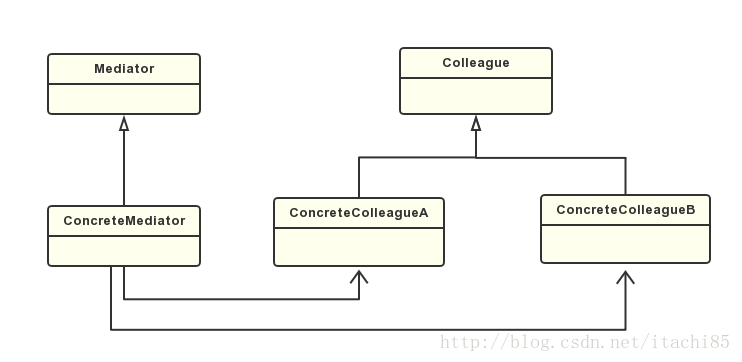 Mediator
Colleague
ConcreteMediator
ConcreteColleagueA
ConcreteColleagueB
http://blog.csdn.net/itachi85